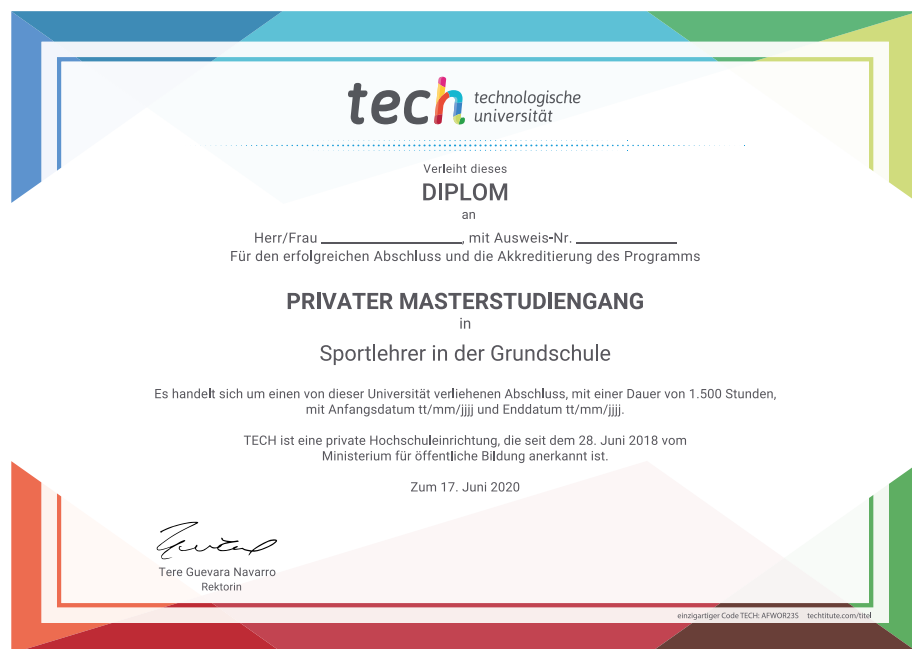 tech technologische
universität
Verleiht dieses
DIPLOM
an
Herr/Frau ____________________, mit Ausweis-Nr. ______________
Für den erfolgreichen Abschluss und die Akkreditierung des Programms
PRIVATER MASTERSTUDIENGANG
in
Sportlehrer in der Grundschule
Es handelt sich um einen von dieser Universität verliehenen Abschluss, mit einer Dauer von 1.500 Stunden,
mit Anfangsdatum tt/mm/jjjj und Enddatum tt/mm/jjjj.
TECH ist eine private Hochschuleinrichtung, die seit dem 28. Juni 2018 vom
Ministerium für öffentliche Bildung anerkannt ist.
Zum 17. Juni 2020
Tere Guevara Navarro
Rektorin
einzigartiger Code TECH: AFWOR23S techtitute.com/titel